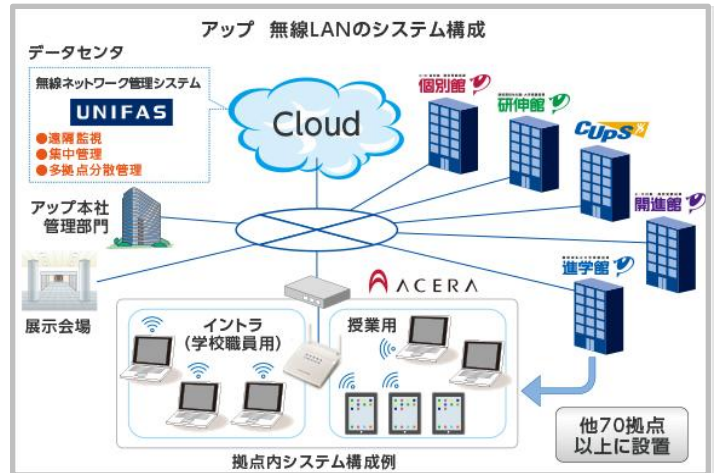 アップ 無線LANのシステム構成
データセンタ
無線ネットワーク管理システム
UNIFAS
●遠隔監視
●集中管理
●多拠点分散管理
Cloud
個別館
研伸館
CUPS
開進館
進学館
アップ本社
管理部門
展示会場
ACERA
イントラ
(学校職員用)
授業用
拠点内システム構成例
他70拠点
以上に設置